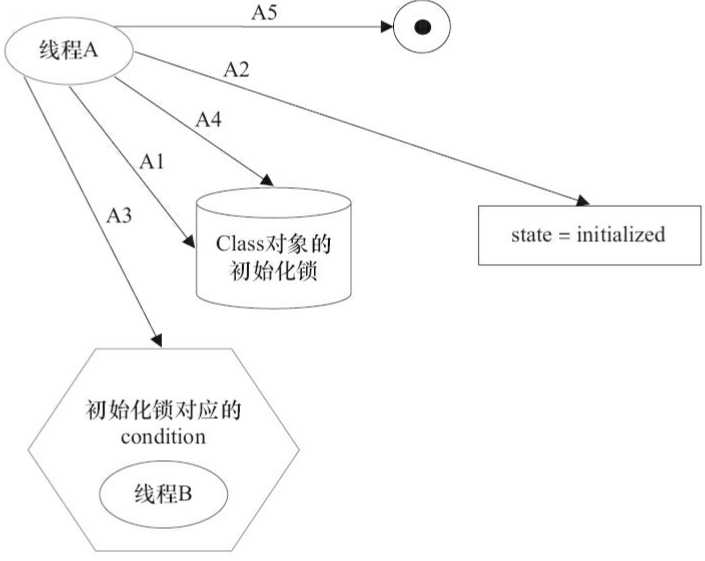 A5
线程A
A2
A4
A1
A3
Class对象的
初始化锁
state = initialized
初始化锁对应的
condition
线程B